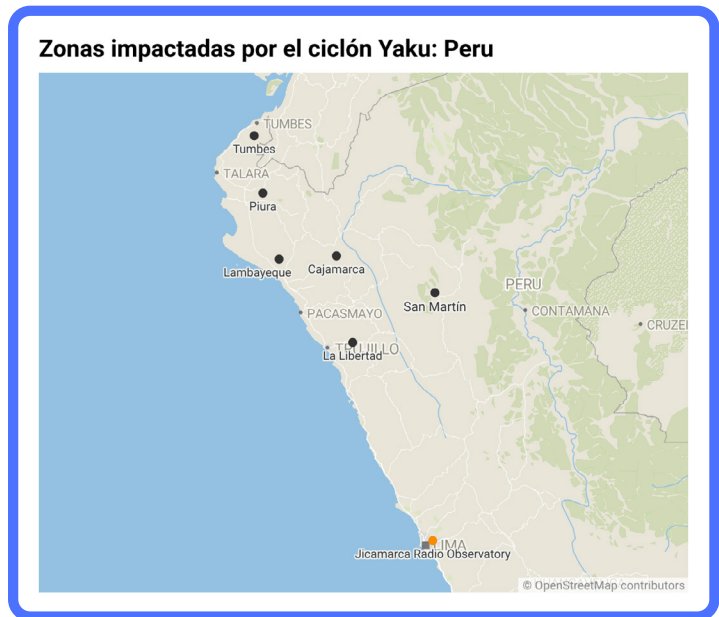 Zonas impactadas por el ciclón Yaku: Peru
TUMBES
Tumbes
TALARA
Piura
Lambayeque
Cajamarca
San Martín
PERU
PACASMAYO
CONTAMANA
CRUZEI
TRUJILLO
La Libertad
LIMA
Jicamarca Radio Observatory
© OpenStreetMap contributors